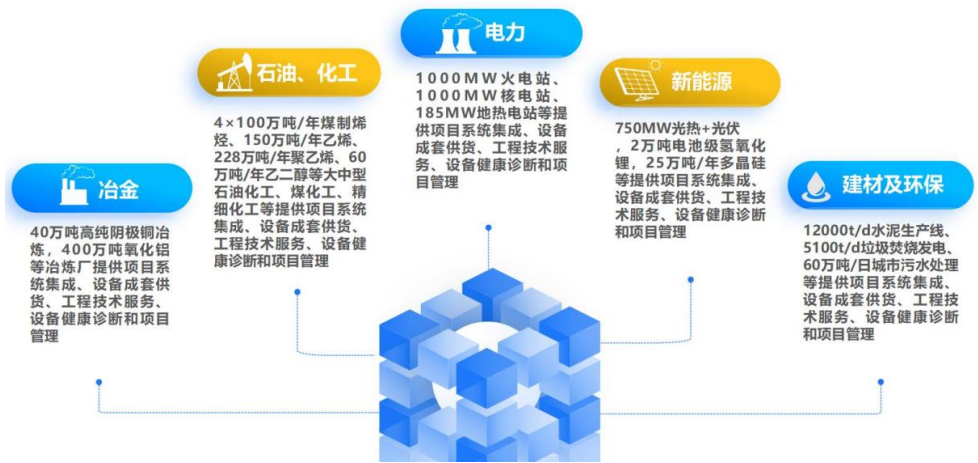 冶金
40万吨高纯阴极铜冶
炼，400万吨氧化铝
等冶炼厂提供项目系
统集成、设备成套供
货、工程技术服务、
设备健康诊断和项目
管理
石油、化工
4×100万吨/年煤制烯
烃、150万吨/年乙烯、
228万吨/年聚乙烯、60
万吨/年乙二醇等大中型
石油化工、煤化工、精
细化工等提供项目系统
集成、设备成套供货、
工程技术服务、设备健
康诊断和项目管理
电力
1000MW火电站、
1000MW核电站、
185MW地热电站等提
供项目系统集成、设备
成套供货、工程技术服
务、设备健康诊断和项
目管理
新能源
750MW光热+光伏
，2万吨电池级氢氧化
锂，25万吨/年多晶硅
等提供项目系统集成、
设备成套供货、工程技
术服务、设备健康诊断
和项目管理
建材及环保
12000t/d水泥生产线、
5100t/d垃圾焚烧发电、
60万吨/日城市污水处理
等提供项目系统集成、
设备成套供货、工程技
术服务、设备健康诊断
和项目管理